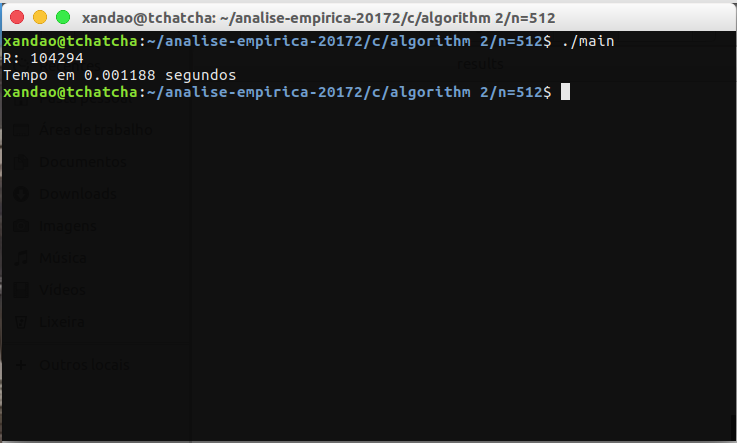 xandao@tchatcha: ~/analise-empirica-20172/c/algorithm 2/n=512
xandao@tchatcha:~/analise-empirica-20172/c/algorithm 2/n=512$ ./main
R: 104294
Tempo em 0.001188 segundos
xandao@tchatcha:~/analise-empirica-20172/c/algorithm 2/n=512$
results
Área de trabalho
Documentos
Downloads
Imagens
Música
Vídeos
Lixeira
Outros locais